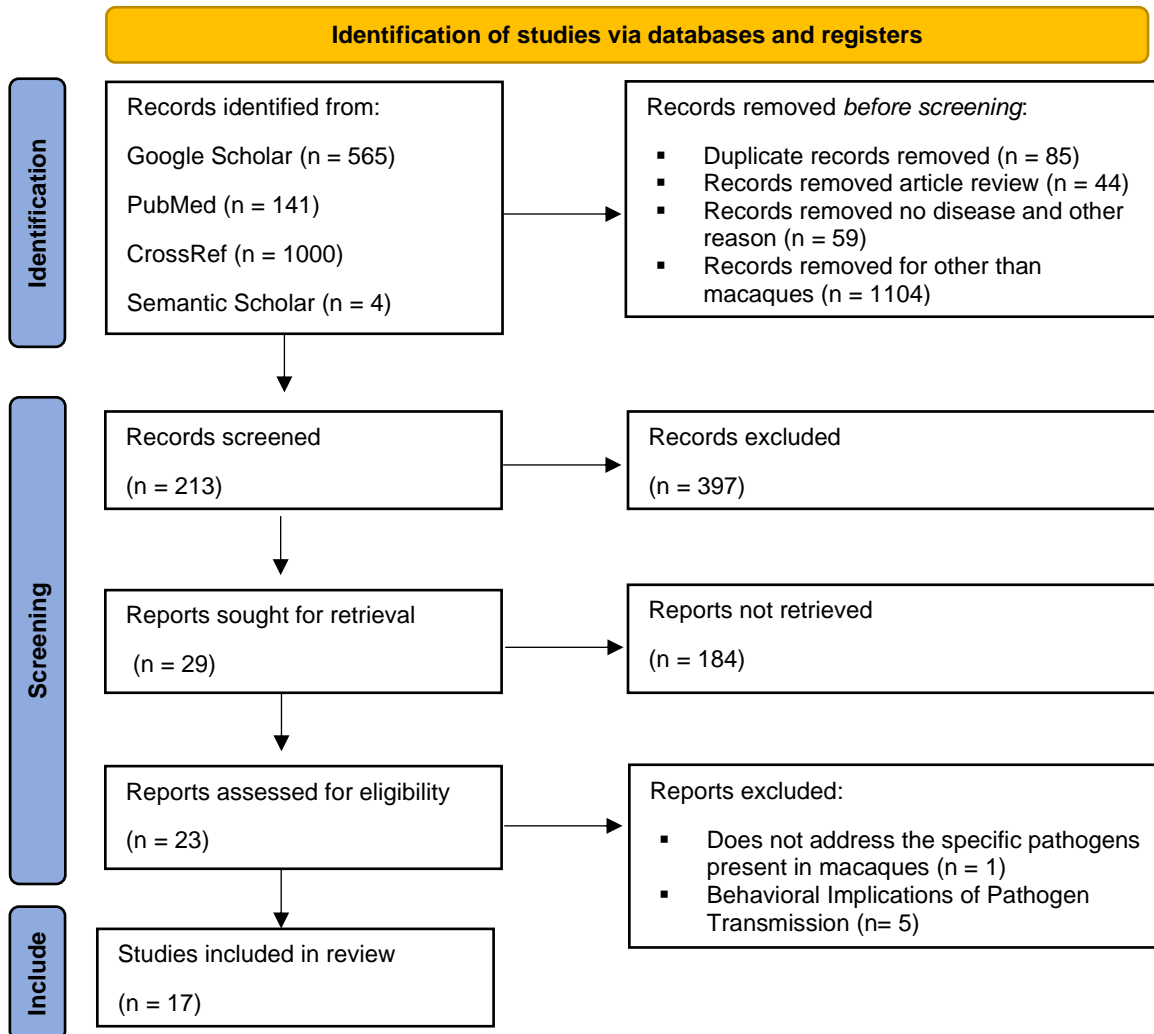 Identification of studies via databases and registers
Identification
Records identified from:
Google Scholar (n = 565)
PubMed (n = 141)
CrossRef (n = 1000)
Semantic Scholar (n = 4)
Records removed before screening:
▪ Duplicate records removed (n = 85)
▪ Records removed article review (n = 44)
▪ Records removed no disease and other
reason (n = 59)
▪ Records removed for other than
macaques (n = 1104)
Screening
Records screened
(n = 213)
Records excluded
(n = 397)
Reports sought for retrieval
(n = 29)
Reports not retrieved
(n = 184)
Reports assessed for eligibility
(n = 23)
Reports excluded:
▪ Does not address the specific pathogens
present in macaques (n = 1)
▪ Behavioral Implications of Pathogen
Transmission (n= 5)
Include
Studies included in review
(n = 17)